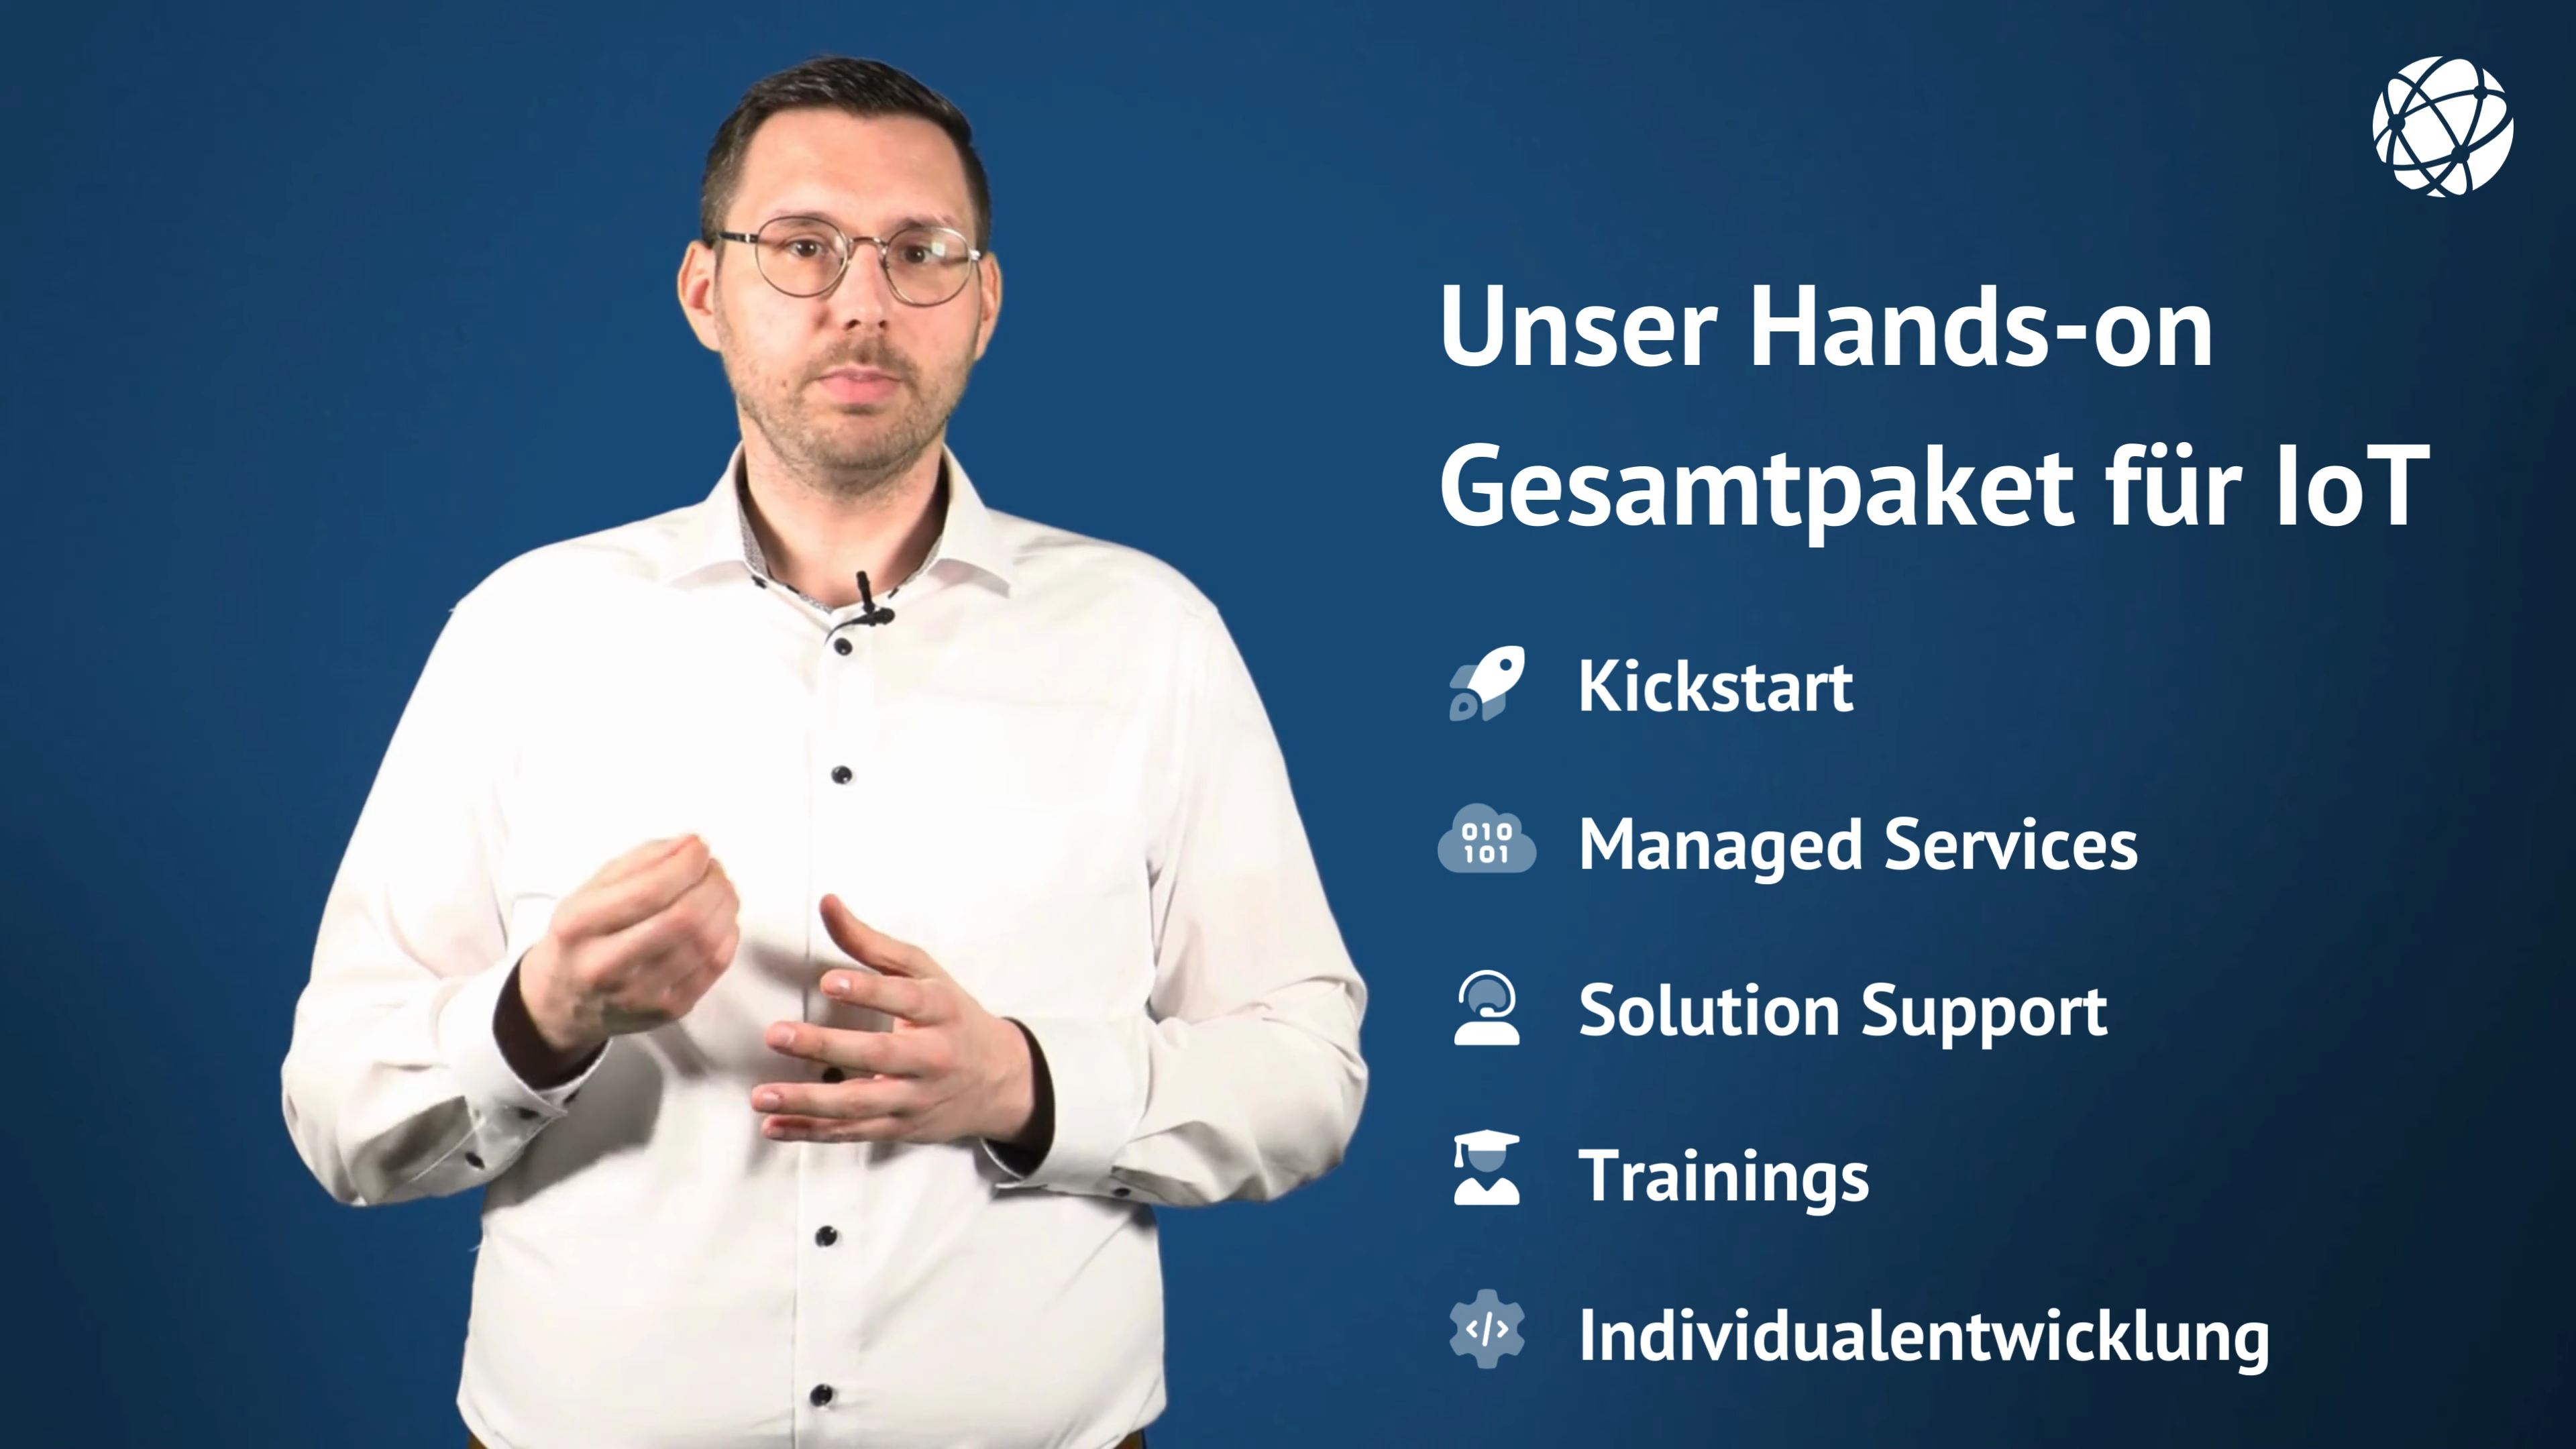 Unser Hands-on
Gesamtpaket für IoT
Kickstart
010
101
Managed Services
Solution Support
Trainings
</>
Individualentwicklung